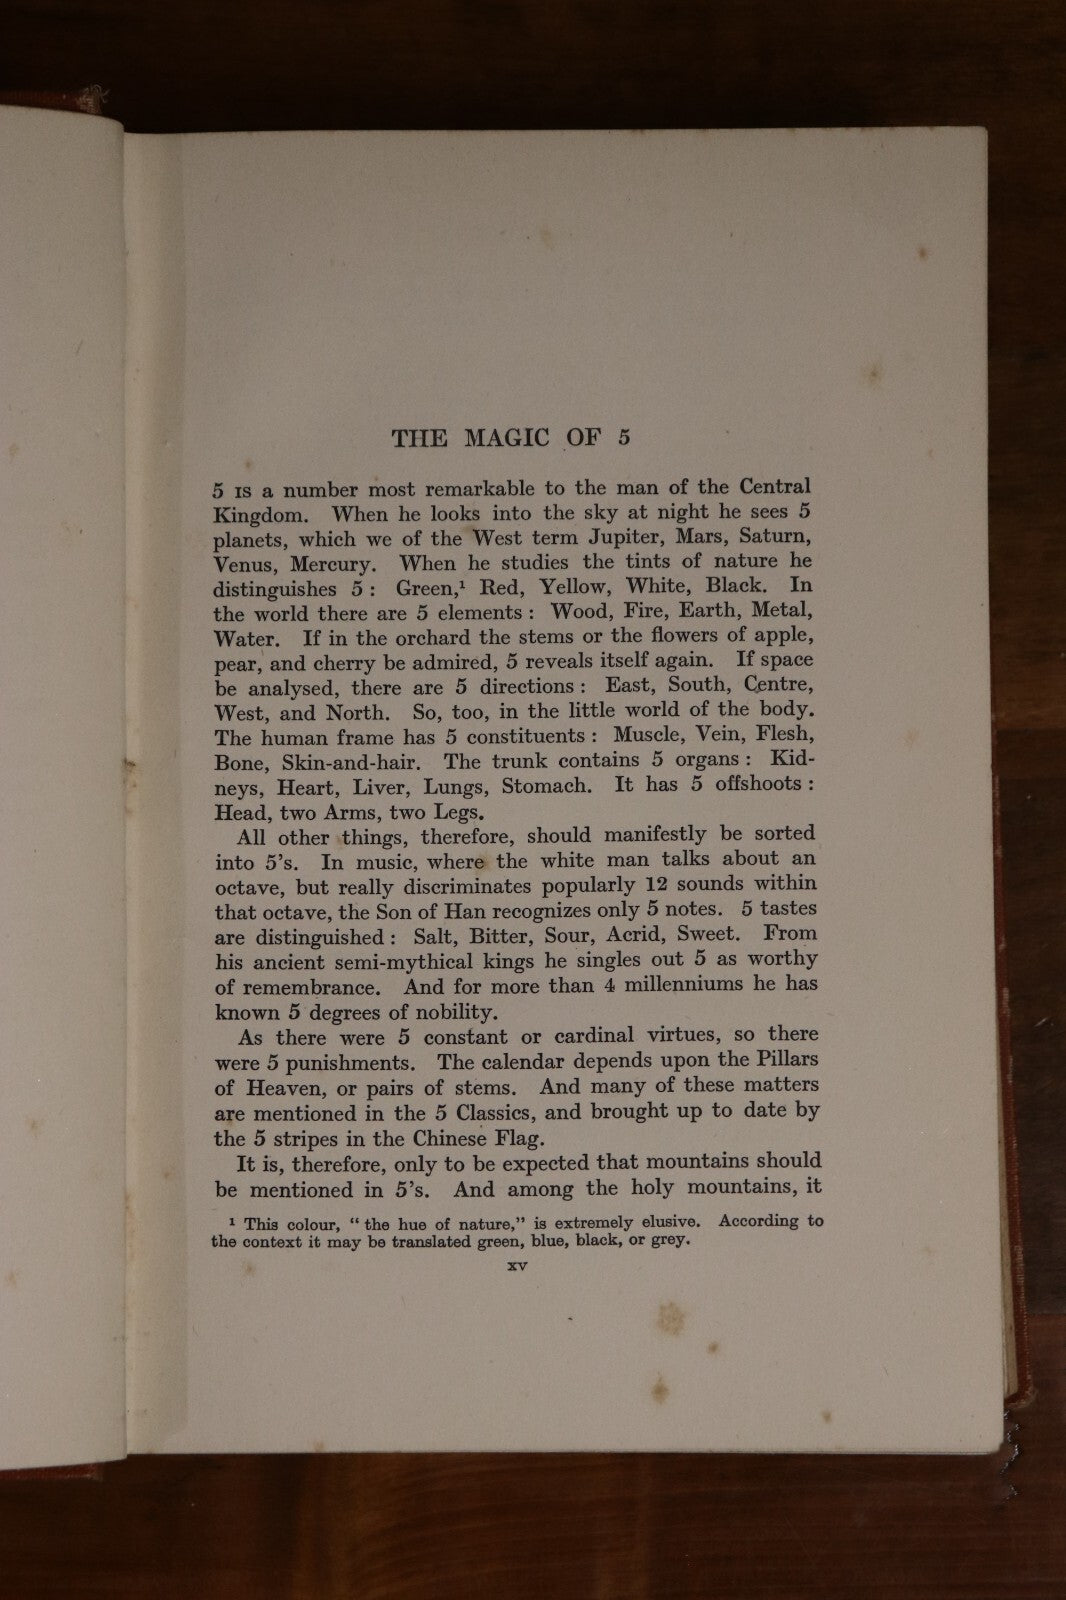 THE MAGIC OF 5
5 IS a number most remarkable to the man of the Central
Kingdom. When he looks into the sky at night he sees 5
planets, which we of the West term Jupiter, Mars, Saturn,
Venus, Mercury. When he studies the tints of nature he
distinguishes 5 : Green,¹ Red, Yellow, White, Black. In
the world there are 5 elements : Wood, Fire, Earth, Metal,
Water. If in the orchard the stems or the flowers of apple,
pear, and cherry be admired, 5 reveals itself again. If space
be analysed, there are 5 directions : East, South, Centre,
West, and North. So, too, in the little world of the body.
The human frame has 5 constituents : Muscle, Vein, Flesh,
Bone, Skin-and-hair. The trunk contains 5 organs : Kid-
neys, Heart, Liver, Lungs, Stomach. It has 5 offshoots :
Head, two Arms, two Legs.
All other things, therefore, should manifestly be sorted
into 5's. In music, where the white man talks about an
octave, but really discriminates popularly 12 sounds within
that octave, the Son of Han recognizes only 5 notes. 5 tastes
are distinguished : Salt, Bitter, Sour, Acrid, Sweet. From
his ancient semi-mythical kings he singles out 5 as worthy
of remembrance. And for more than 4 millenniums he has
known 5 degrees of nobility.
As there were 5 constant or cardinal virtues, so there
were 5 punishments. The calendar depends upon the Pillars
of Heaven, or pairs of stems. And many of these matters
are mentioned in the 5 Classics, and brought up to date by
the 5 stripes in the Chinese Flag.
It is, therefore, only to be expected that mountains should
be mentioned in 5's. And among the holy mountains, it
¹ This colour, “ the hue of nature,” is extremely elusive. According to
the context it may be translated green, blue, black, or grey.
xv